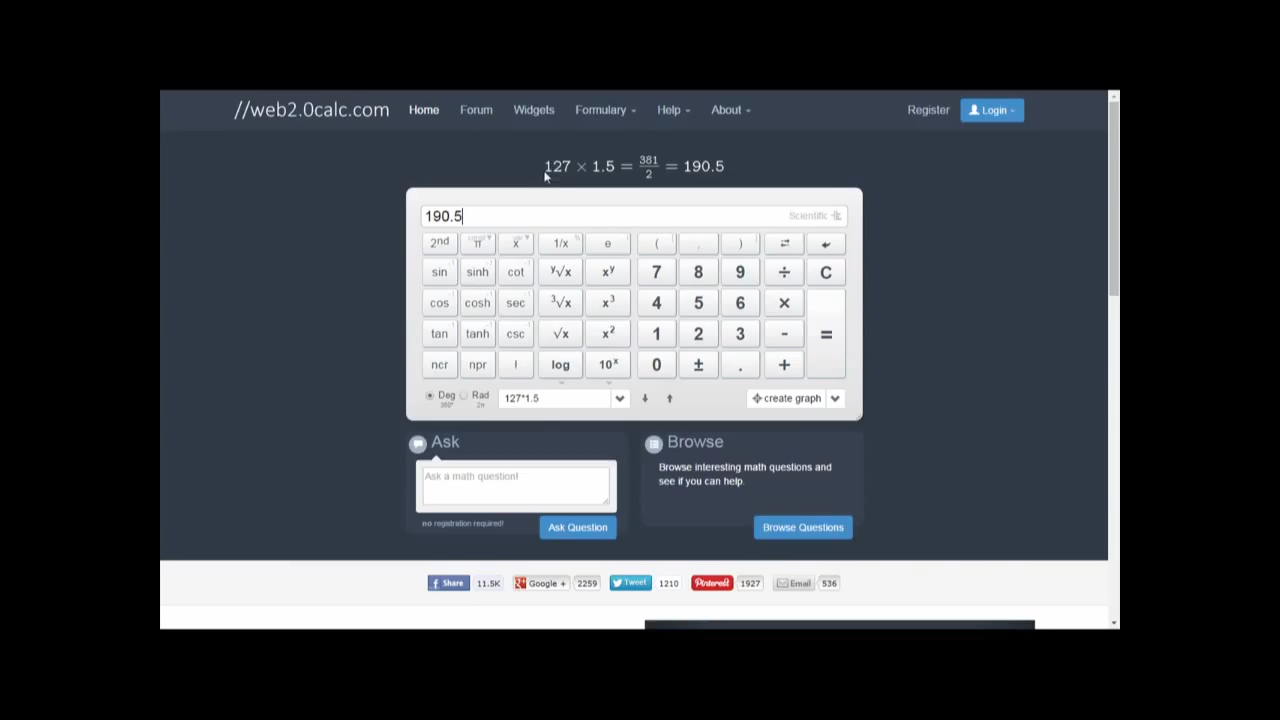 //web2.0calc.com Home Forum Widgets Formulary Help About Register Login
127 × 1.5 = 381/2 = 190.5
190.5 Scientific
2nd π x 1/x e ( , )
sin sinh cot y√x x^y 7 8 9 ÷ C
cos cosh sec 3√x x³ 4 5 6 ×
tan tanh csc √x x² 1 2 3 - =
ncr npr ! log 10^x 0 ± . +
Deg 360° Rad 2π 127*1.5 create graph
Ask
Ask a math question!
no registration required!
Ask Question
Browse
Browse interesting math questions and
see if you can help.
Browse Questions
Share 11.5K Google + 2259 Tweet 1210 Pinterest 1927 Email 536